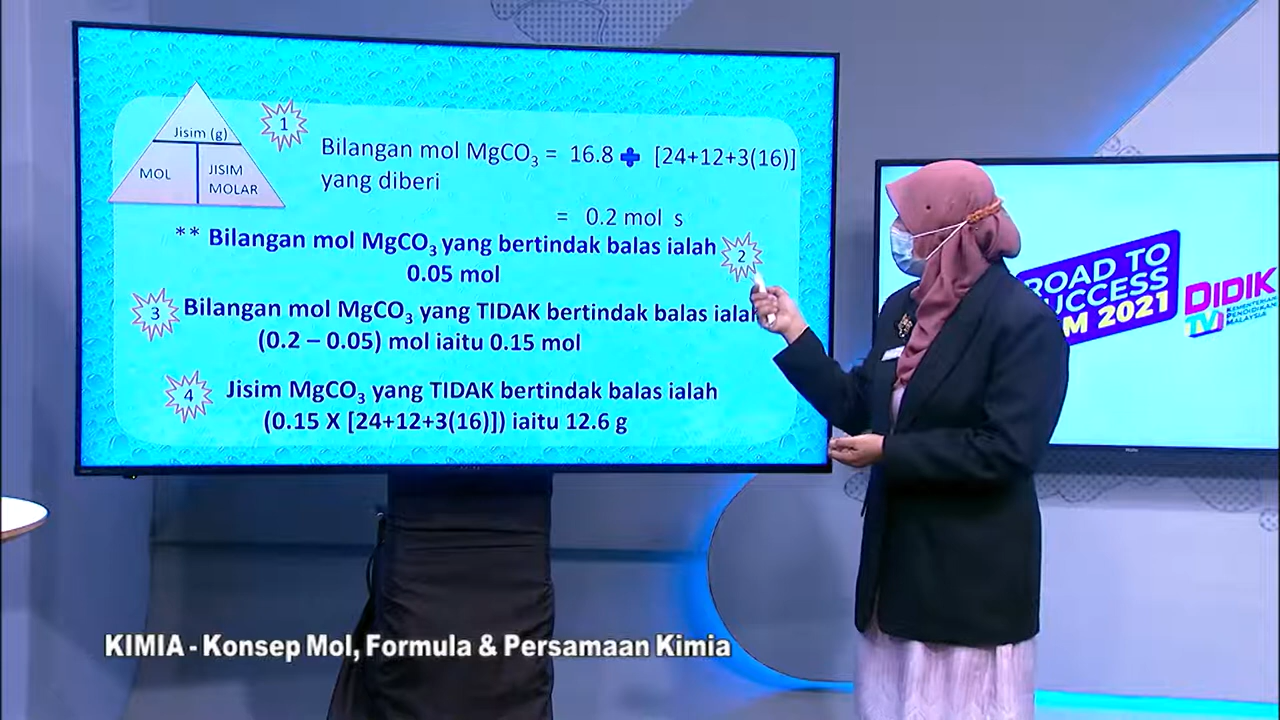 Jisim (g)
MOL
JISIM
MOLAR
1
Bilangan mol MgCO₃ = 16.8 ÷ [24+12+3(16)]
yang diberi
= 0.2 mol s
** Bilangan mol MgCO₃ yang bertindak balas ialah
0.05 mol
2
3
Bilangan mol MgCO₃ yang TIDAK bertindak balas ialah
(0.2 – 0.05) mol iaitu 0.15 mol
4
Jisim MgCO₃ yang TIDAK bertindak balas ialah
(0.15 X [24+12+3(16)]) iaitu 12.6 g
ROAD TO
SUCCESS
M 2021
DIDIK
TV
KEMENTERIAN
PENDIDIKAN
MALAYSIA
KIMIA - Konsep Mol, Formula & Persamaan Kimia